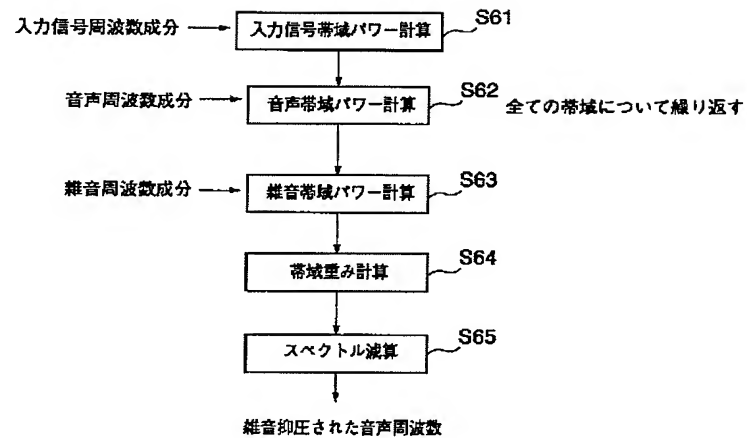 入力信号周波数成分
入力信号帯域パワー計算
S61
音声周波数成分
音声帯域パワー計算
S62
全ての帯域について繰り返す
雑音周波数成分
雑音帯域パワー計算
S63
帯域重み計算
S64
スペクトル減算
S65
雑音抑圧された音声周波数